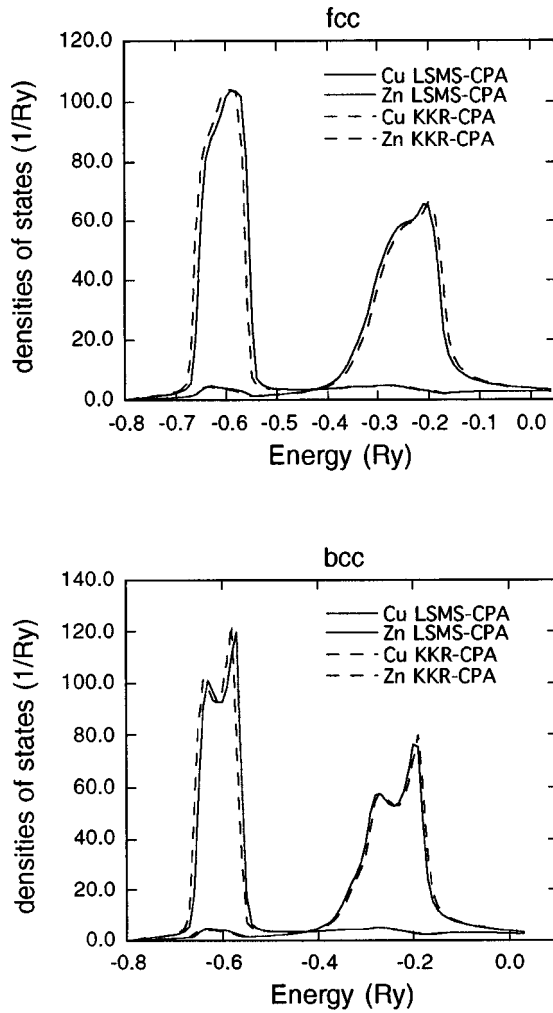 fcc
densities of states (1/Ry)
120.0
100.0
80.0
60.0
40.0
20.0
0.0
Cu LSMS-CPA
Zn LSMS-CPA
Cu KKR-CPA
Zn KKR-CPA
-0.8 -0.7 -0.6 -0.5 -0.4 -0.3 -0.2 -0.1 0.0
Energy (Ry)
bcc
densities of states (1/Ry)
140.0
120.0
100.0
80.0
60.0
40.0
20.0
0.0
Cu LSMS-CPA
Zn LSMS-CPA
Cu KKR-CPA
Zn KKR-CPA
-0.8 -0.6 -0.4 -0.2 0.0
Energy (Ry)